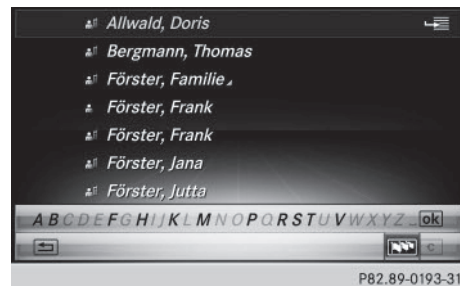 Allwald, Doris
Bergmann, Thomas
Förster, Familie
Förster, Frank
Förster, Frank
Förster, Jana
Förster, Jutta
ABCDEFGHIJKLMNOPQRSTUVWXYZ_ ok
c
P82.89-0193-31